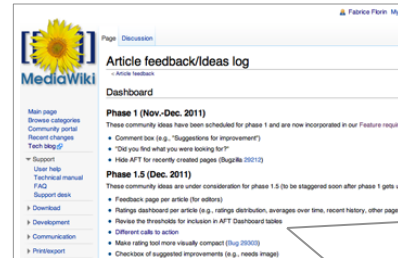 Fabrice Florin My
Page Discussion
Article feedback/Ideas log
< Article feedback
MediaWiki
Dashboard
Main page
Browse categories
Community portal
Recent changes
Tech blog
Support
User help
Technical manual
FAQ
Support desk
Download
Development
Communication
Print/export
Phase 1 (Nov.-Dec. 2011)
These community ideas have been scheduled for phase 1 and are now incorporated in our Feature requi
Comment box (e.g., "Suggestions for improvement")
"Did you find what you were looking for?"
Hide AFT for recently created pages (Bugzilla 29212)
Phase 1.5 (Dec. 2011)
These community ideas are under consideration for phase 1.5 (to be staggered soon after phase 1 gets u
Feedback page per article (for editors)
Ratings dashboard per article (e.g., ratings distribution, averages over time, recent history, other page
Revise the thresholds for inclusion in AFT Dashboard tables
Different calls to action
Make rating tool more visually compact (Bug 29303)
Checkbox of suggested improvements (e.g., needs image)